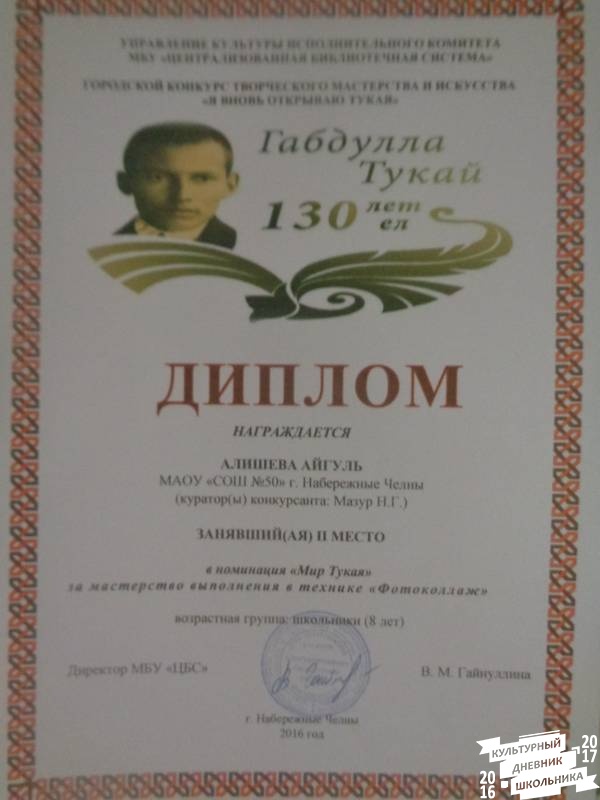 УПРАВЛЕНИЕ КУЛЬТУРЫ ИСПОЛНИТЕЛЬНОГО КОМИТЕТА
МБУ «ЦЕНТРАЛИЗОВАННАЯ БИБЛИОТЕЧНАЯ СИСТЕМА»
ГОРОДСКОЙ КОНКУРС ТВОРЧЕСКОГО МАСТЕРСТВА И ИСКУССТВА
«Я ВНОВЬ ОТКРЫВАЮ ТУКАЯ»
Габдулла
Тукай
130 лет
ел
ДИПЛОМ
НАГРАЖДАЕТСЯ
АЛИШЕВА АЙГУЛЬ
МАОУ «СОШ №50» г. Набережные Челны
(куратор(ы) конкурсанта: Мазур Н.Г.)
ЗАНЯВШИЙ(АЯ) II МЕСТО
в номинация «Мир Тукая»
за мастерство выполнения в технике «Фотоколлаж»
возрастная группа: школьники (8 лет)
Директор МБУ «ЦБС»
В. М. Гайнуллина
г. Набережные Челны
2016 год
КУЛЬТУРНЫЙ
ДНЕВНИК
ШКОЛЬНИКА
2016
2017